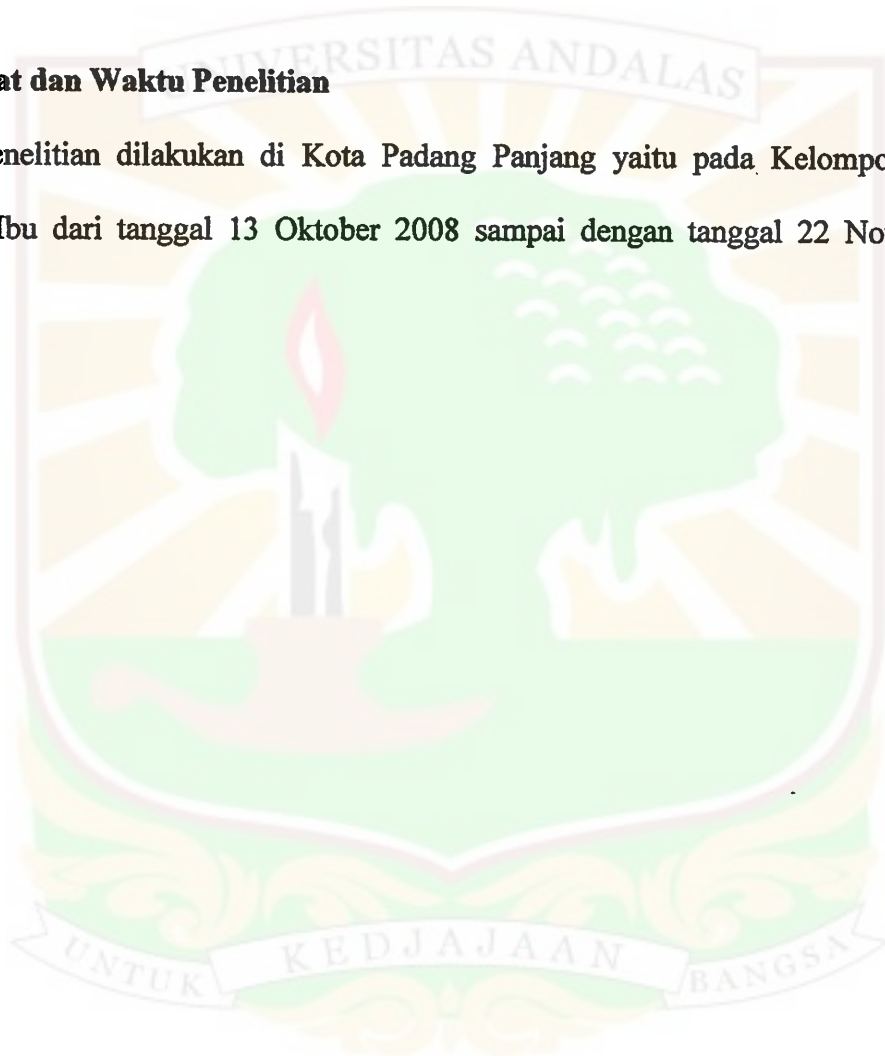 UNIVERSITAS ANDALAS
at dan Waktu Penelitian
enelitian dilakukan di Kota Padang Panjang yaitu pada Kelompo
Ibu dari tanggal 13 Oktober 2008 sampai dengan tanggal 22 No
UNTUK KEDJAJAAN BANGSA